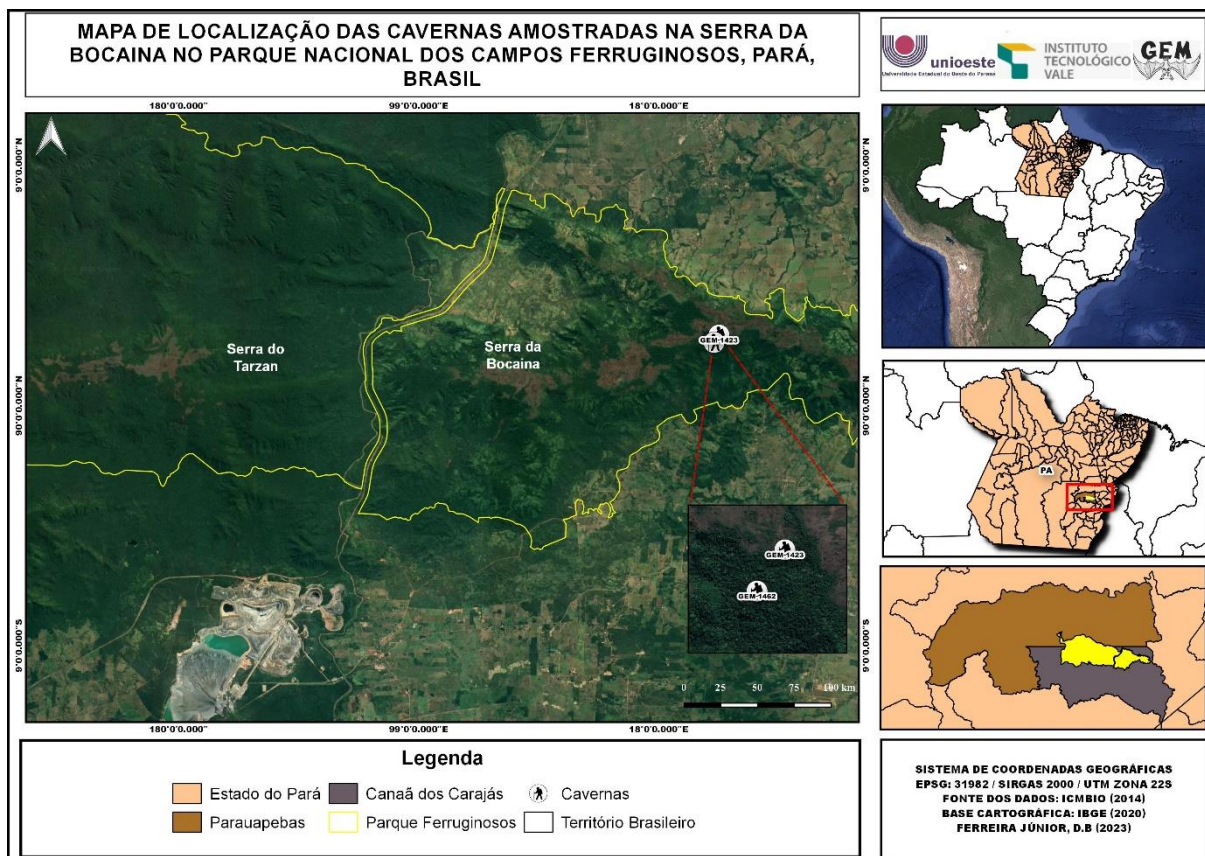 MAPA DE LOCALIZAÇÃO DAS CAVERNAS AMOSTRADAS NA SERRA DA
BOCAINA NO PARQUE NACIONAL DOS CAMPOS FERRUGINOSOS, PARÁ,
BRASIL
unioeste
Universidade Estadual do Oeste do Paraná
INSTITUTO
TECNOLÓGICO
VALE
GEM
180°0'0.000"
99°0'0.000"E
18°0'0.000"E
9°0'0.000"N
9°0'0.000"N
Serra do
Tarzan
Serra da
Bocaina
GEM-1423
90°0'0.000"N
90°0'0.000"N
GEM-1423
GEM-1462
9°0'0.000"S
9°0'0.000"S
0 25 50 75 100 km
180°0'0.000"
99°0'0.000"E
18°0'0.000"E
PA
Legenda
Estado do Pará
Canaã dos Carajás
Cavernas
Parauapebas
Parque Ferruginosos
Território Brasileiro
SISTEMA DE COORDENADAS GEOGRÁFICAS
EPSG: 31982 / SIRGAS 2000 / UTM ZONA 22S
FONTE DOS DADOS: ICMBIO (2014)
BASE CARTOGRÁFICA: IBGE (2020)
FERREIRA JÚNIOR, D.B (2023)